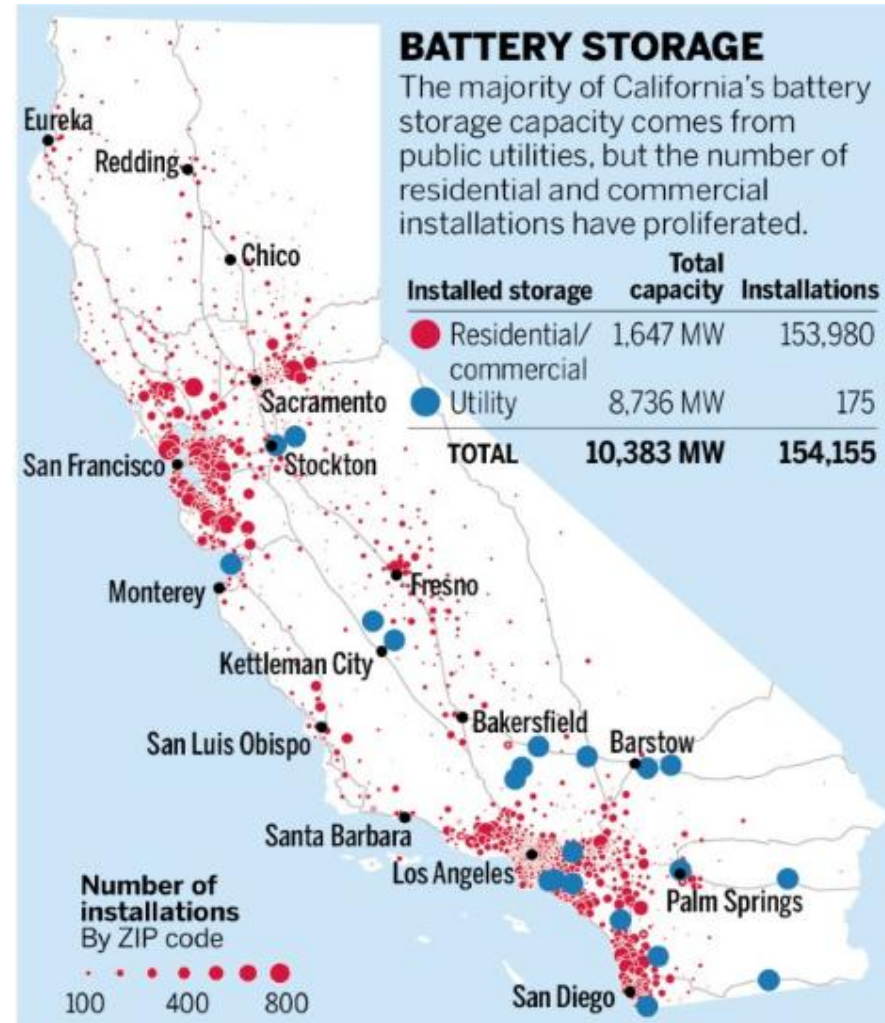 BATTERY STORAGE
The majority of California's battery
storage capacity comes from
public utilities, but the number of
residential and commercial
installations have proliferated.
Total
Installed storage capacity Installations
Residential/ 1,647 MW 153,980
commercial
Utility 8,736 MW 175
TOTAL 10,383 MW 154,155
Eureka
Redding
Chico
Sacramento
San Francisco
Stockton
Monterey
Fresno
Kettleman City
San Luis Obispo
Bakersfield
Barstow
Santa Barbara
Los Angeles
Palm Springs
San Diego
Number of
installations
By ZIP code
100 400 800